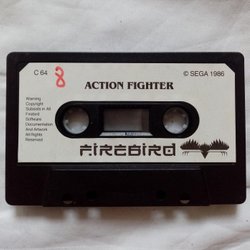 C 64
8
ACTION FIGHTER
© SEGA 1986
Warning
Copyright
Subsists in All
Firebird
Software
Documentation
And Artwork
All Rights
Reserved
FIREBIRD